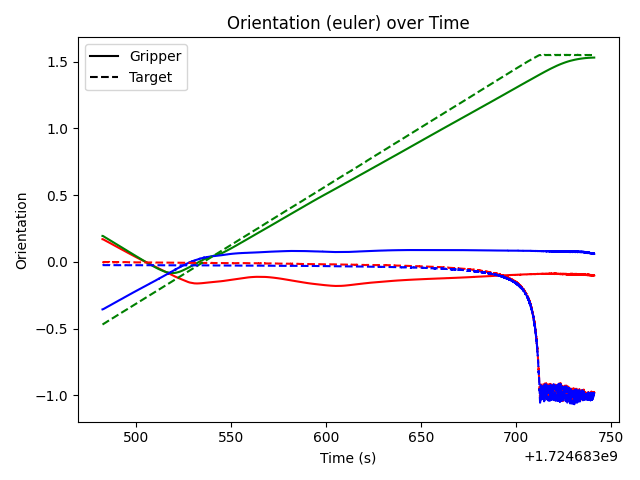 Orientation (euler) over Time
Gripper
Target
Orientation
1.5
1.0
0.5
0.0
−0.5
−1.0
500
550
600
650
700
750
Time (s)
+1.724683e9